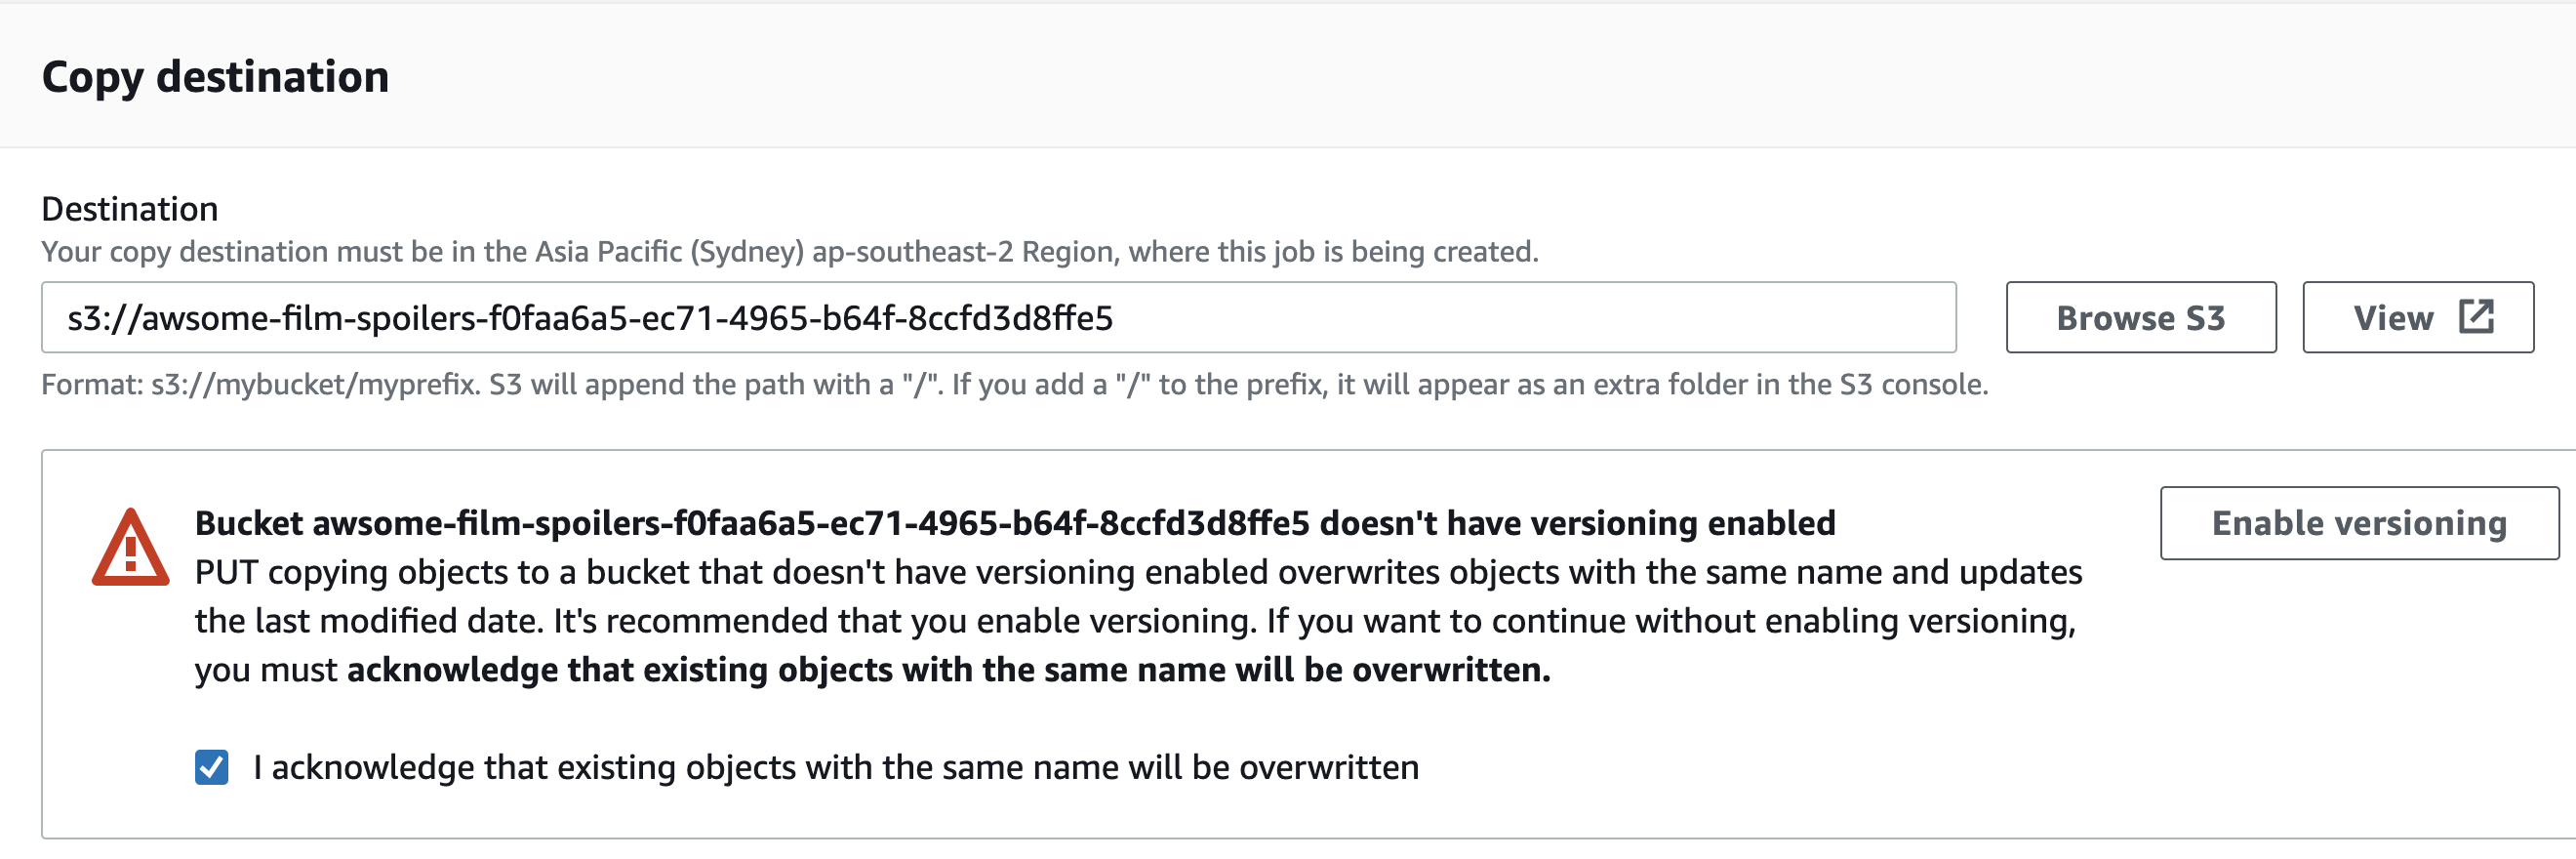 Copy destination
Destination
Your copy destination must be in the Asia Pacific (Sydney) ap-southeast-2 Region, where this job is being created.
s3://awsome-film-spoilers-f0faa6a5-ec71-4965-b64f-8ccfd3d8ffe5
Browse S3
View
Format: s3://mybucket/myprefix. S3 will append the path with a "/". If you add a "/" to the prefix, it will appear as an extra folder in the S3 console.
Bucket awsome-film-spoilers-f0faa6a5-ec71-4965-b64f-8ccfd3d8ffe5 doesn't have versioning enabled
Enable versioning
PUT copying objects to a bucket that doesn't have versioning enabled overwrites objects with the same name and updates
the last modified date. It's recommended that you enable versioning. If you want to continue without enabling versioning,
you must acknowledge that existing objects with the same name will be overwritten.
I acknowledge that existing objects with the same name will be overwritten